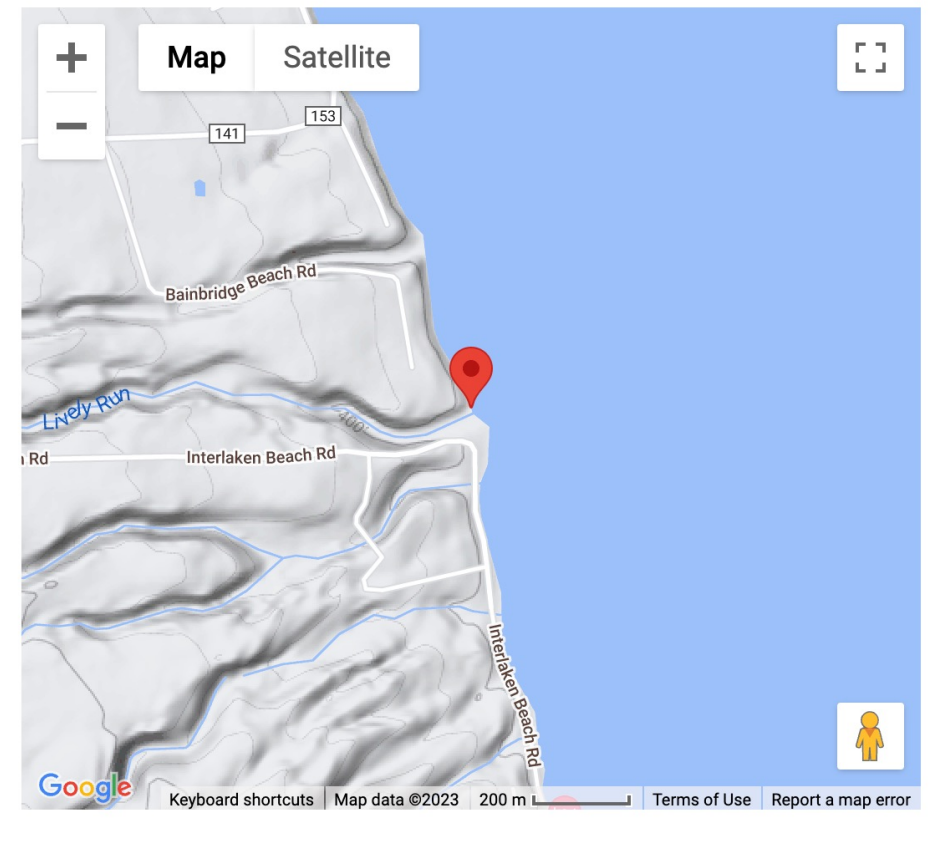 +
Map Satellite
−
153
141
Bainbridge Beach Rd
Lively Run
400'
Rd
Interlaken Beach Rd
Interlaken Beach Rd
Google
Keyboard shortcuts
Map data ©2023
200 m
Terms of Use
Report a map error